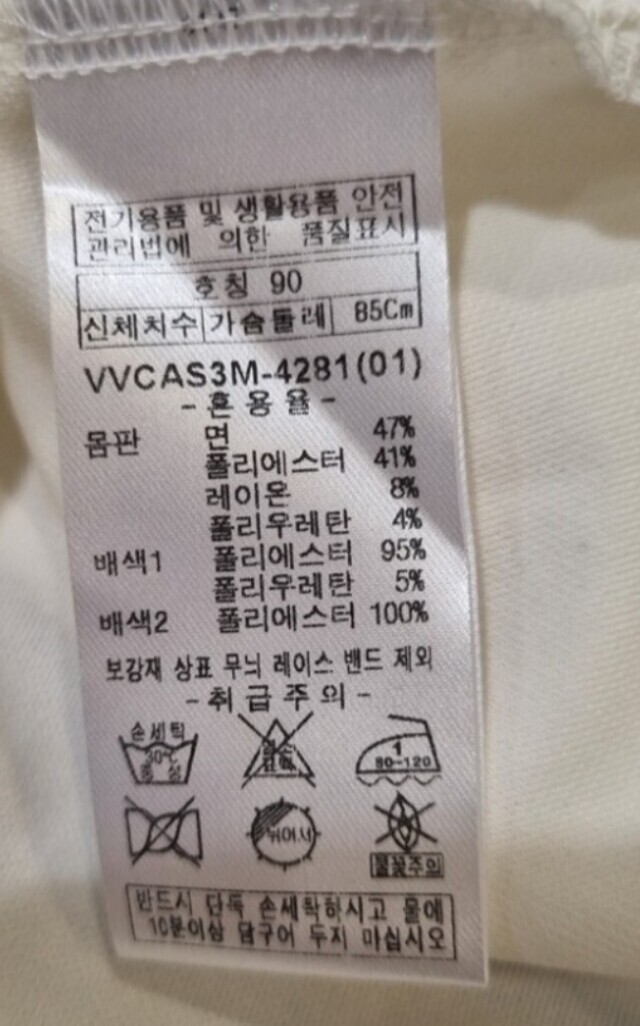 전기용품 및 생활용품 안전
관리법에 의한 품질표시
호칭 90
신체치수 가슴둘레 85Cm
VVCAS3M-4281(01)
-혼용율-
몸판 면 47%
폴리에스터 41%
레이온 8%
폴리우레탄 4%
배색1 폴리에스터 95%
폴리우레탄 5%
배색2 폴리에스터 100%
보강재 상표 무늬 레이스 밴드 제외
-취급주의-
손세탁
30℃
중성
1
80~120
뉘어서
물꽃주의
반드시 단독 손세탁하시고 물에
10분이상 담구어 두지 마십시오